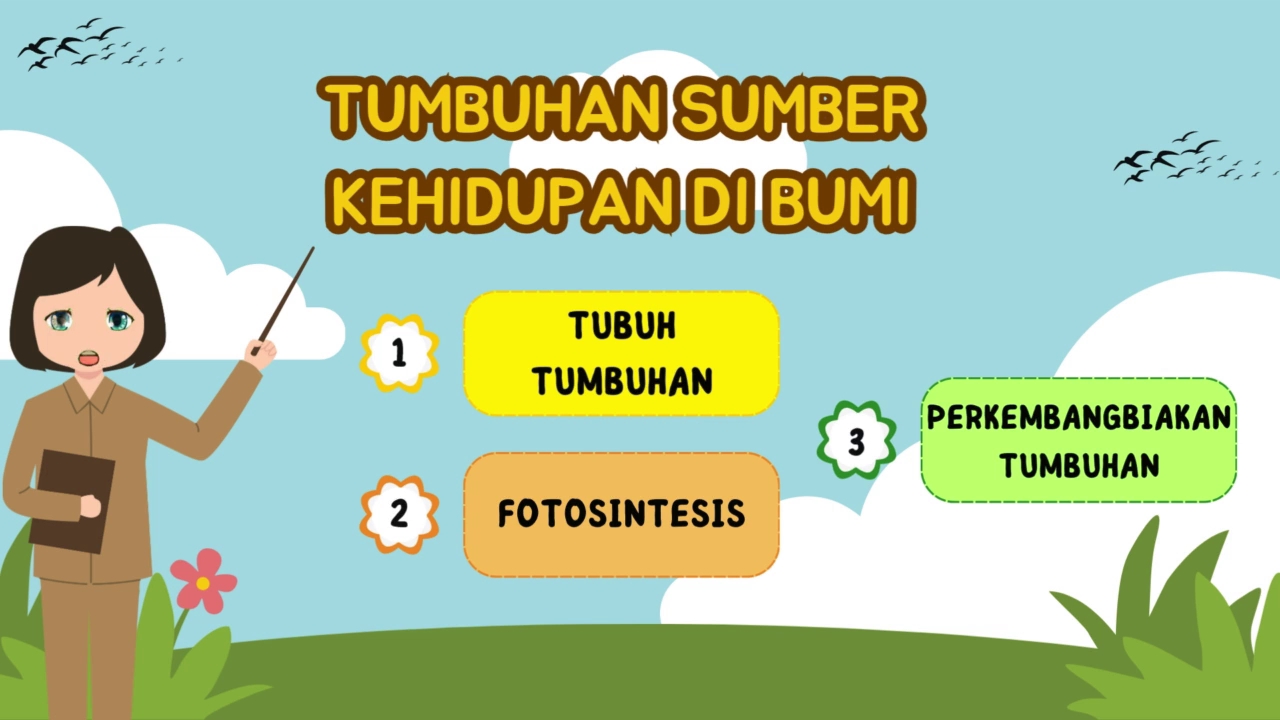 TUMBUHAN SUMBER
KEHIDUPAN DI BUMI
1
TUBUH
TUMBUHAN
2
FOTOSINTESIS
3
PERKEMBANGBIAKAN
TUMBUHAN